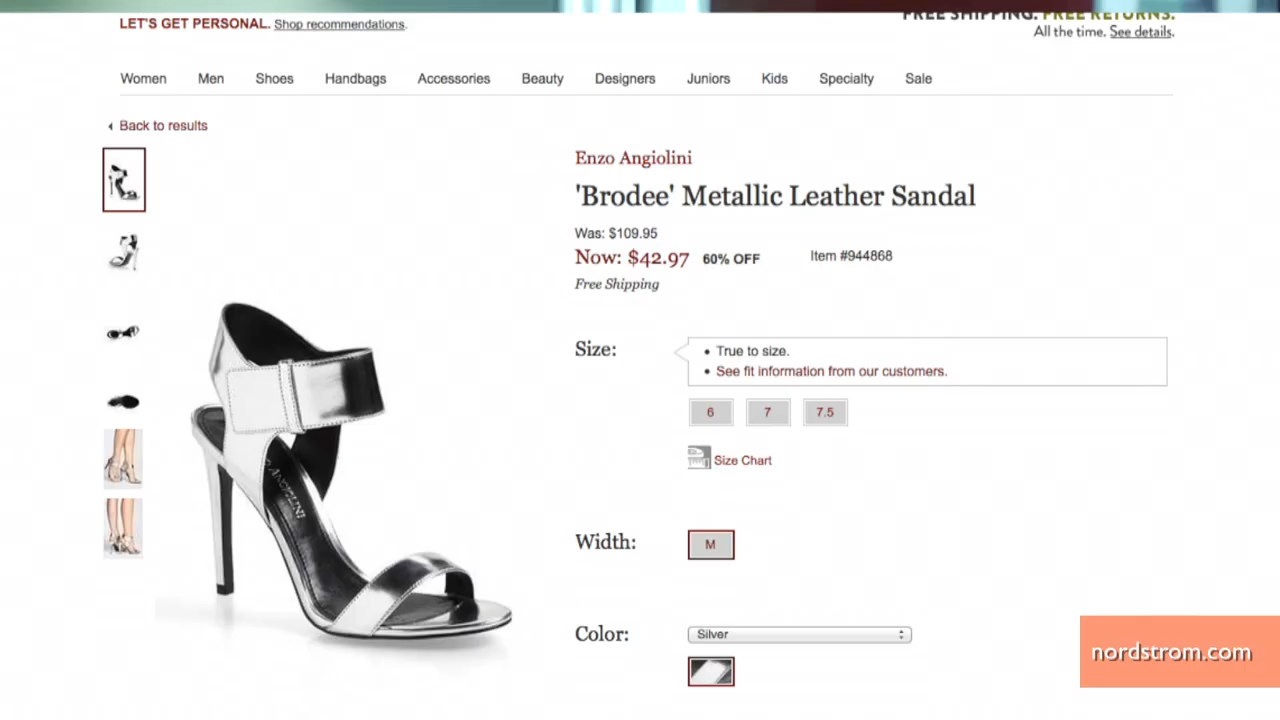 LET'S GET PERSONAL. Shop recommendations.
FREE SHIPPING. FREE RETURNS.
All the time. See details.
Women Men Shoes Handbags Accessories Beauty Designers Juniors Kids Specialty Sale
Back to results
Enzo Angiolini
'Brodee' Metallic Leather Sandal
Was: $109.95
Now: $42.97 60% OFF Item #944868
Free Shipping
Size:
• True to size.
• See fit information from our customers.
6 7 7.5
Size Chart
Width: M
Color: Silver
ANGIOLINI
nordstrom.com